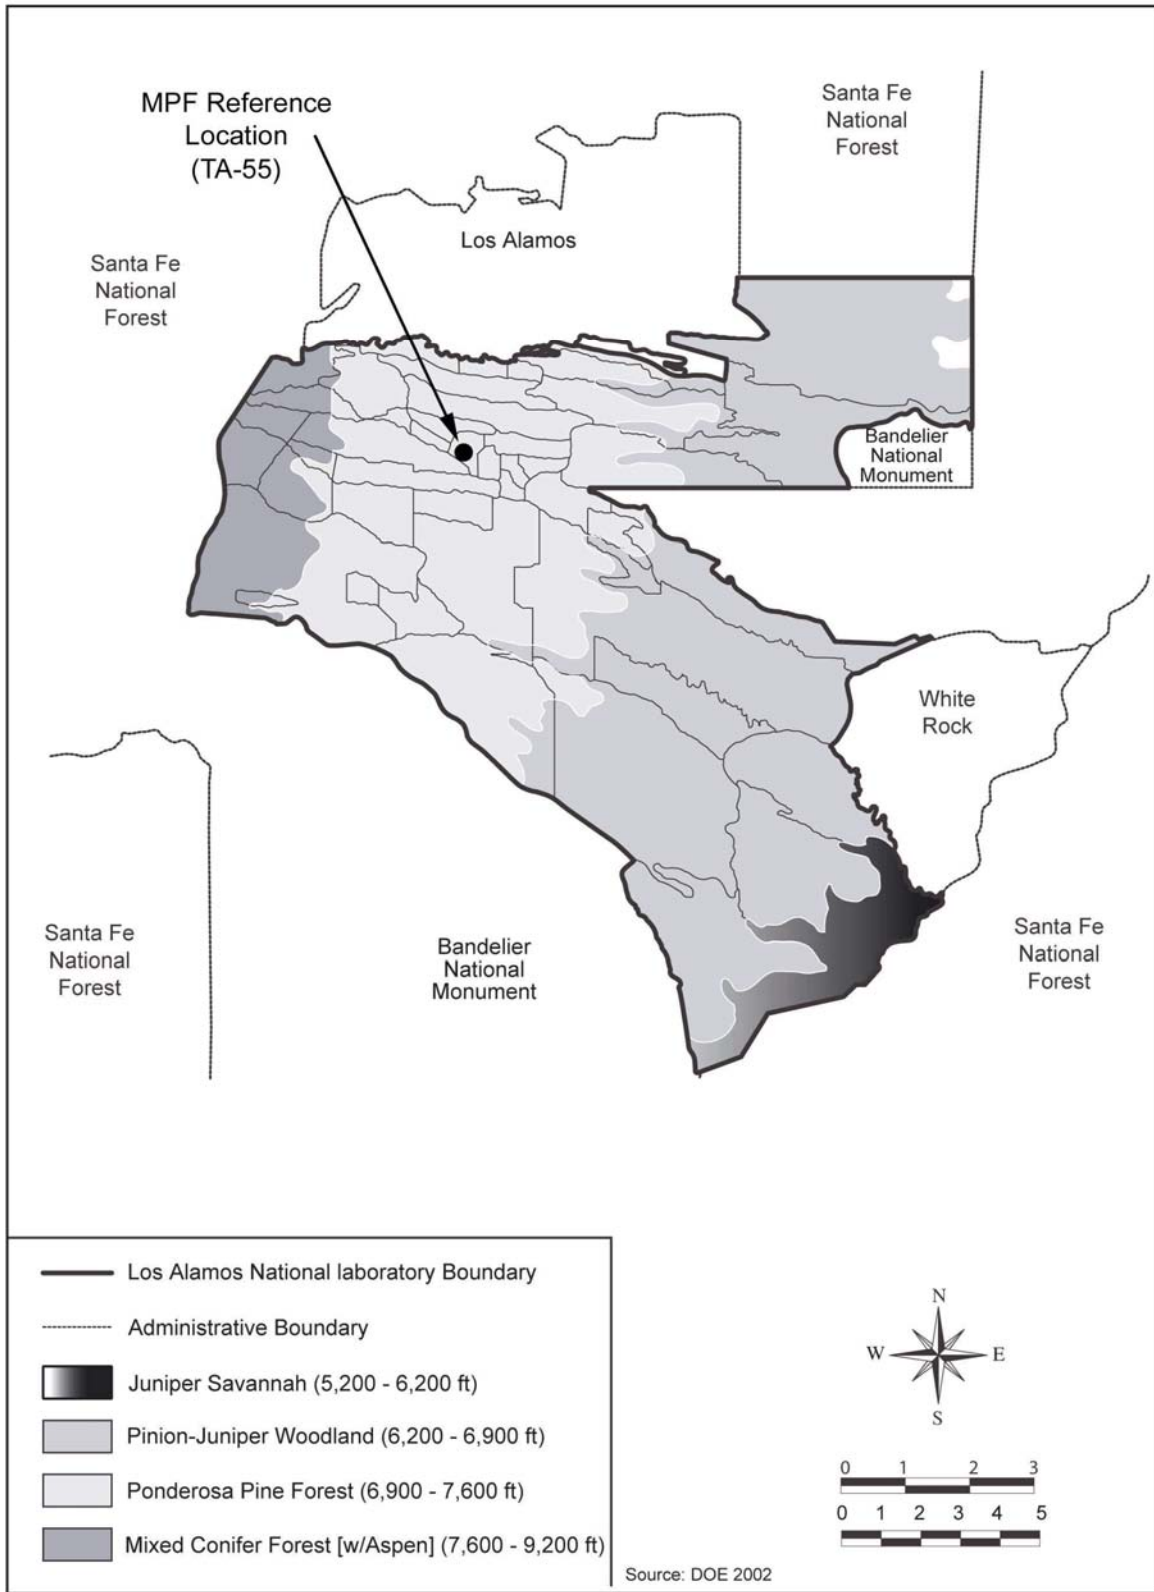 MPF Reference
Location
(TA-55)
Santa Fe
National
Forest
Los Alamos
Santa Fe
National
Forest
Bandelier
National
Monument
White
Rock
Santa Fe
National
Forest
Bandelier
National
Monument
Santa Fe
National
Forest
Los Alamos National laboratory Boundary
Administrative Boundary
Juniper Savannah (5,200 - 6,200 ft)
Pinion-Juniper Woodland (6,200 - 6,900 ft)
Ponderosa Pine Forest (6,900 - 7,600 ft)
Mixed Conifer Forest [w/Aspen] (7,600 - 9,200 ft)
N
W E
S
0 1 2 3
0 1 2 3 4 5
Source: DOE 2002